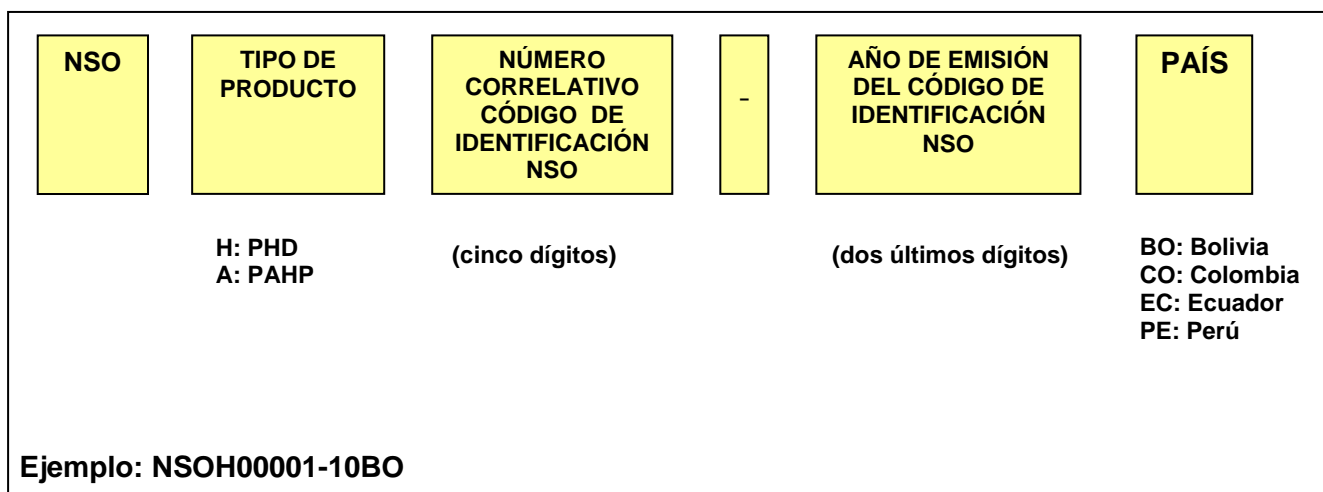 NSO
TIPO DE
PRODUCTO
NÚMERO
CORRELATIVO
CÓDIGO DE
IDENTIFICACIÓN
NSO
-
AÑO DE EMISIÓN
DEL CÓDIGO DE
IDENTIFICACIÓN
NSO
PAÍS
H: PHD
A: PAHP
(cinco dígitos)
(dos últimos dígitos)
BO: Bolivia
CO: Colombia
EC: Ecuador
PE: Perú
Ejemplo: NSOH00001-10BO